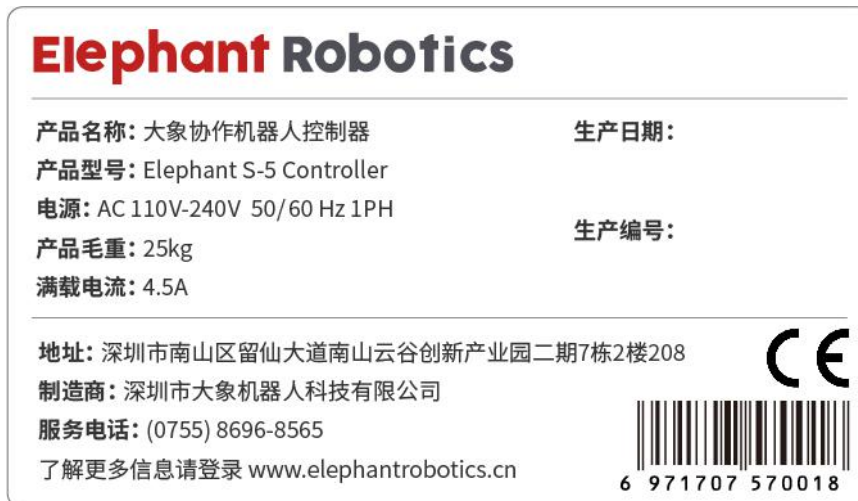 Elephant Robotics
产品名称：大象协作机器人控制器
产品型号：Elephant S-5 Controller
电源：AC 110V-240V 50/60 Hz 1PH
产品毛重：25kg
满载电流：4.5A
生产日期：
生产编号：
地址：深圳市南山区留仙大道南山云谷创新产业园二期7栋2楼208
制造商：深圳市大象机器人科技有限公司
服务电话：(0755) 8696-8565
了解更多信息请登录 www.elephantrobotics.cn
CE
6 971707 570018